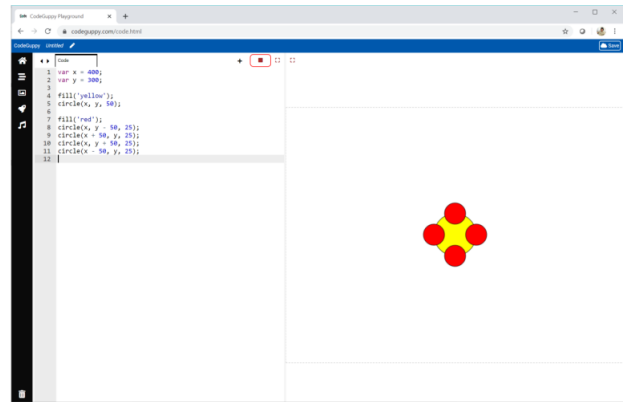 CodeGuppy Playground
codeguppy.com/code.html
CodeGuppy Untitled
Save
Code
1 var x = 400;
2 var y = 300;
3
4 fill('yellow');
5 circle(x, y, 50);
6
7 fill('red');
8 circle(x, y - 50, 25);
9 circle(x + 50, y, 25);
10 circle(x, y + 50, 25);
11 circle(x - 50, y, 25);
12